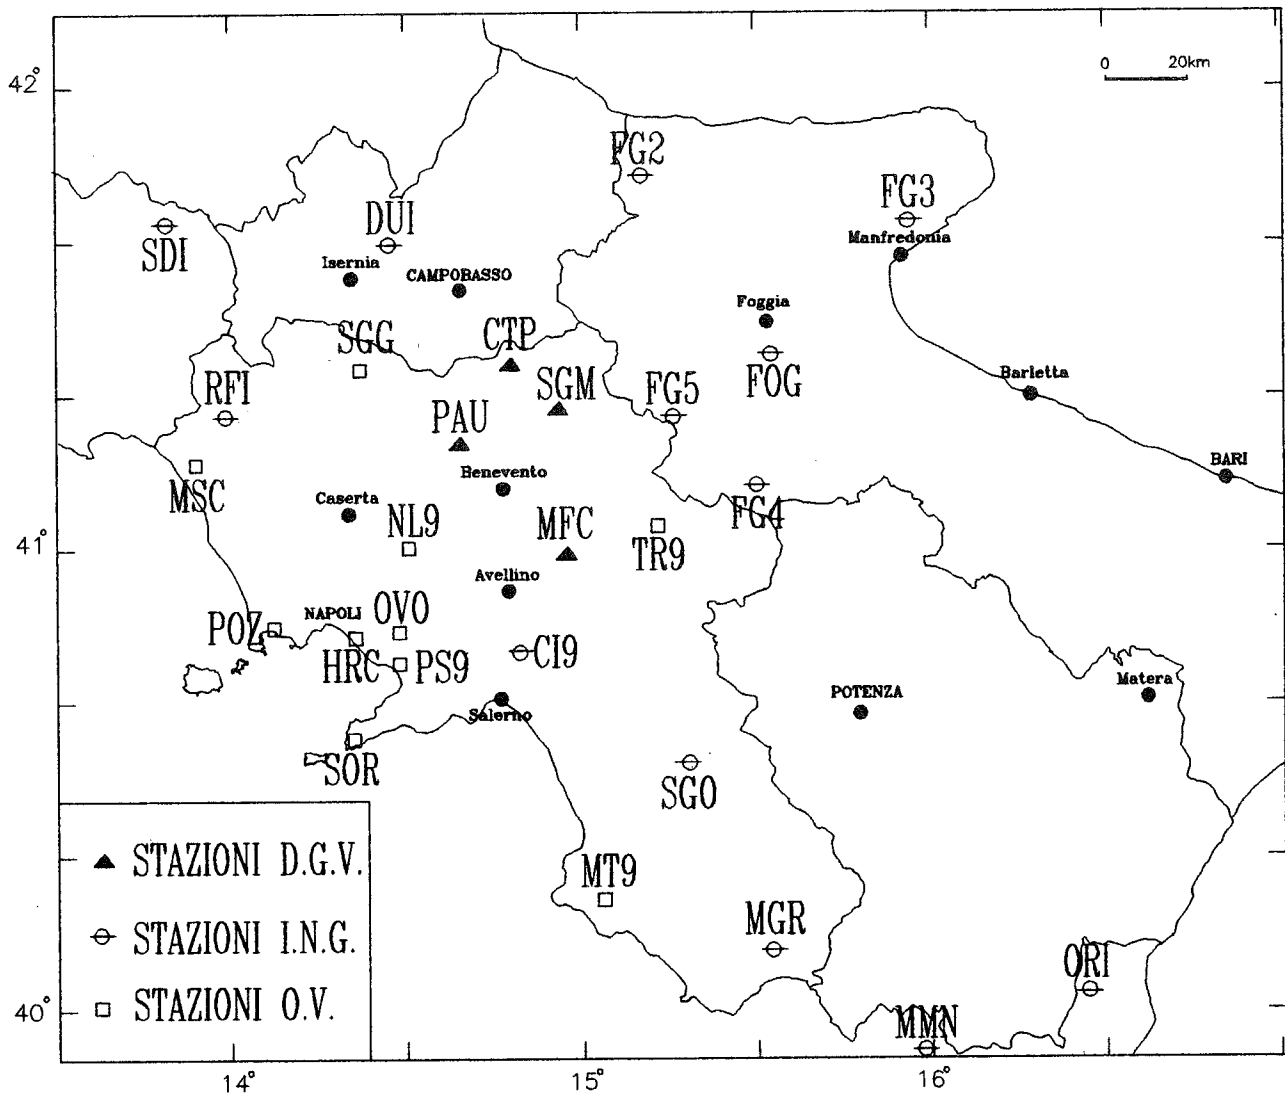 42°
0 20km
FG2
FG3
DUI
SDI
Manfredonia
Isernia
CAMPOBASSO
Foggia
CTP
SGG
FOG
Barletta
RFI
SGM
FG5
PAU
BARI
Benevento
MSC
Caserta
FG4
NL9
MFC
TR9
41°
Avellino
OVO
NAPOLI
POZ
HRC
PS9
CI9
Matera
POTENZA
Salerno
SOR
SGO
STAZIONI D.G.V.
MT9
MGR
STAZIONI I.N.G.
ORI
STAZIONI O.V.
40°
MMN
14°
15°
16°